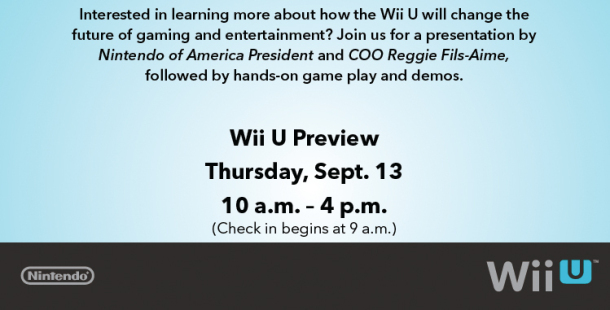 Interested in learning more about how the Wii U will change the
future of gaming and entertainment? Join us for a presentation by
Nintendo of America President and COO Reggie Fils-Aime,
followed by hands-on game play and demos.
Wii U Preview
Thursday, Sept. 13
10 a.m. – 4 p.m.
(Check in begins at 9 a.m.)
Nintendo®
Wii U™